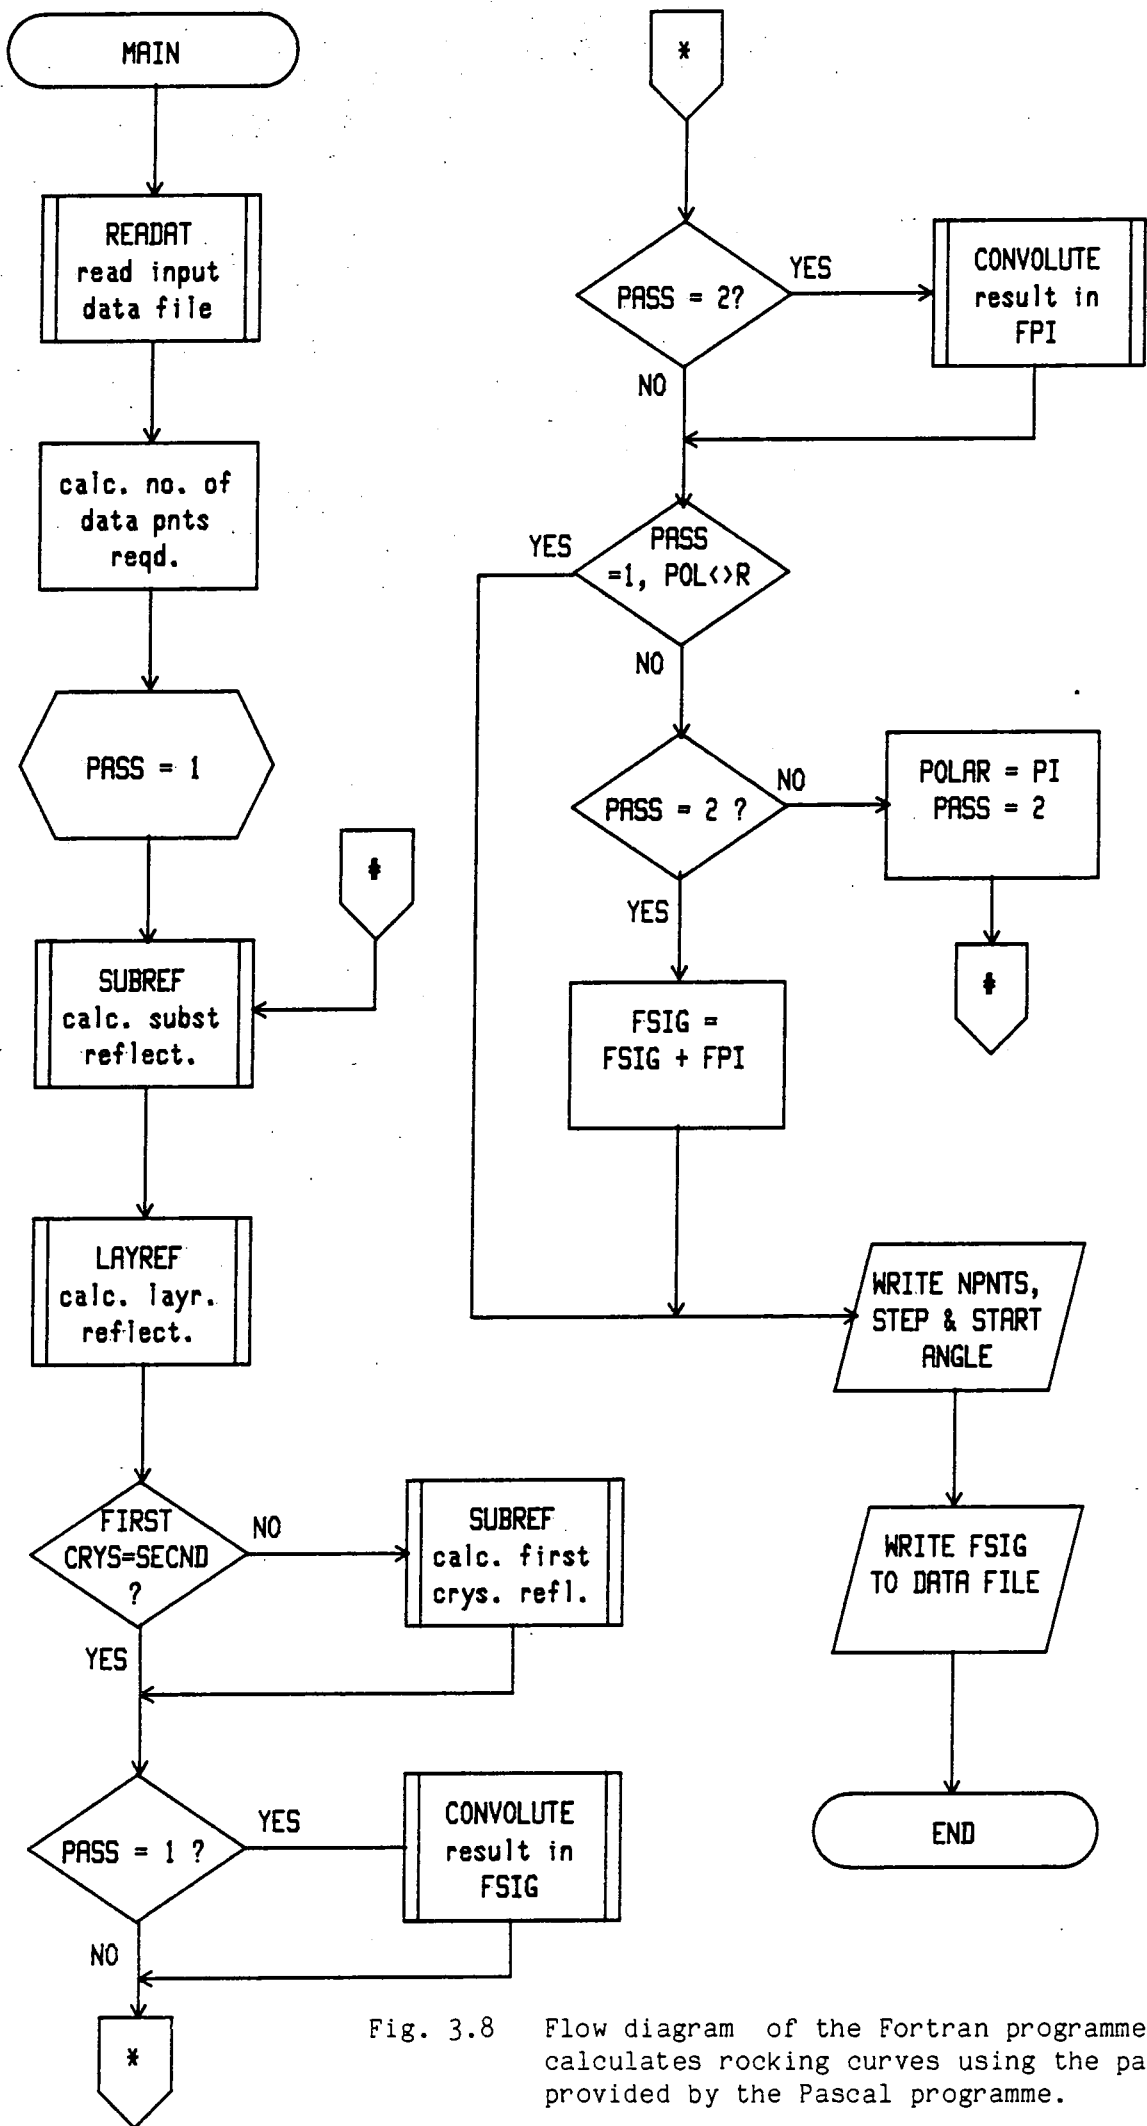 MAIN
READAT
read input
data file
calc. no. of
data pnts
reqd.
PASS = 1
#
SUBREF
calc. subst
reflect.
LAYREF
calc. layr.
reflect.
FIRST
CRYS=SECND
?
NO
SUBREF
calc. first
crys. refl.
YES
PASS = 1 ?
YES
CONVOLUTE
result in
FSIG
NO
*
*
PASS = 2?
YES
CONVOLUTE
result in
FPI
NO
PASS
=1, POL<>R
YES
NO
PASS = 2 ?
NO
POLAR = PI
PASS = 2
#
YES
FSIG =
FSIG + FPI
WRITE NPNTS,
STEP & START
ANGLE
WRITE FSIG
TO DATA FILE
END
Fig. 3.8 Flow diagram of the Fortran programme
calculates rocking curves using the pa
provided by the Pascal programme.